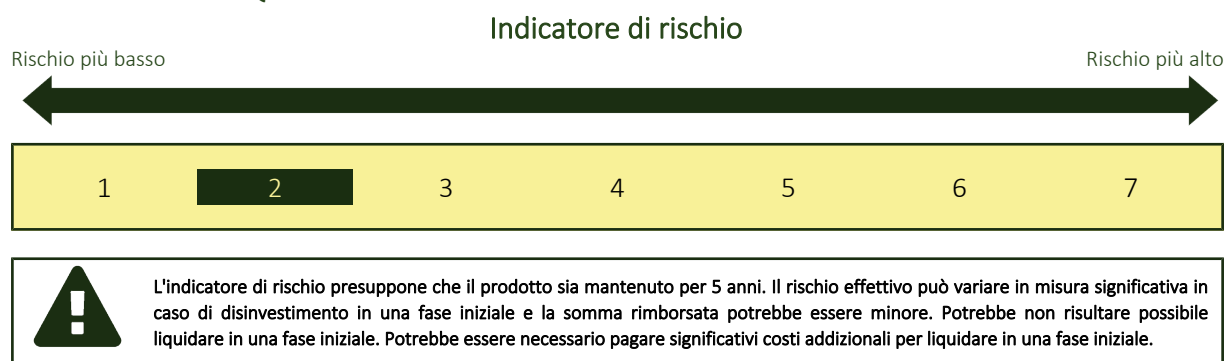 Indicatore di rischio
Rischio più basso
Rischio più alto
1 2 3 4 5 6 7
L'indicatore di rischio presuppone che il prodotto sia mantenuto per 5 anni. Il rischio effettivo può variare in misura significativa in
caso di disinvestimento in una fase iniziale e la somma rimborsata potrebbe essere minore. Potrebbe non risultare possibile
liquidare in una fase iniziale. Potrebbe essere necessario pagare significativi costi addizionali per liquidare in una fase iniziale.